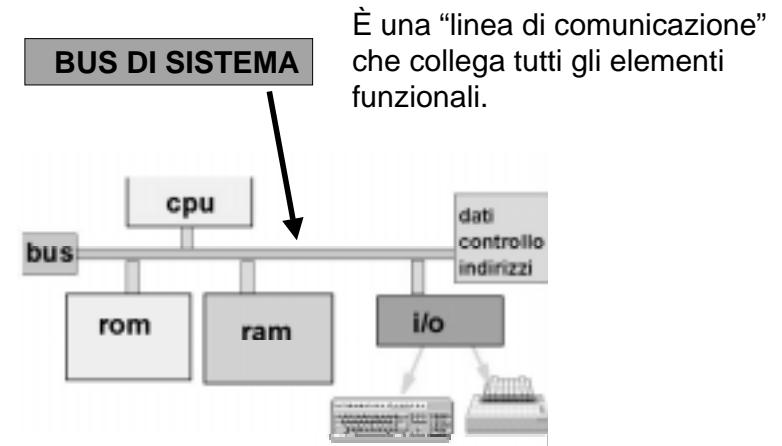 BUS DI SISTEMA
È una “linea di comunicazione”
che collega tutti gli elementi
funzionali.
cpu
bus
dati
controllo
indirizzi
rom
ram
i/o